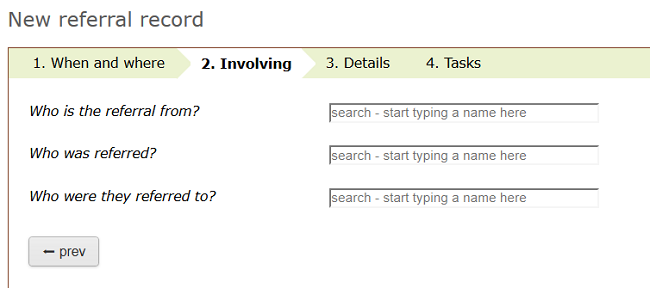 New referral record
1. When and where 2. Involving 3. Details 4. Tasks
Who is the referral from? search - start typing a name here
Who was referred? search - start typing a name here
Who were they referred to? search - start typing a name here
← prev